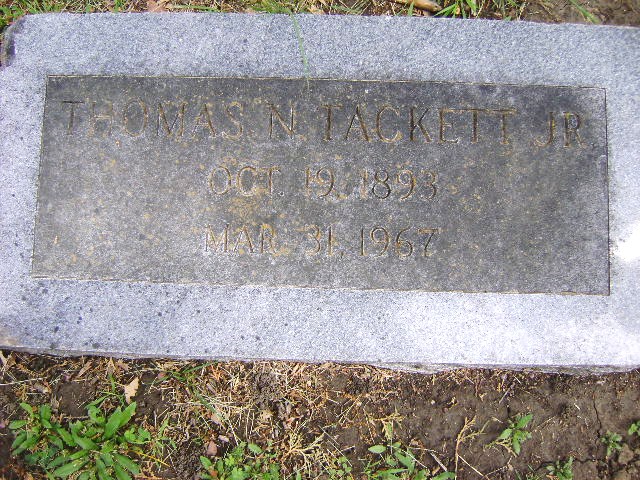 THOMAS N. TACKETT JR.
OCT. 19, 1893
MAR. 31, 1967